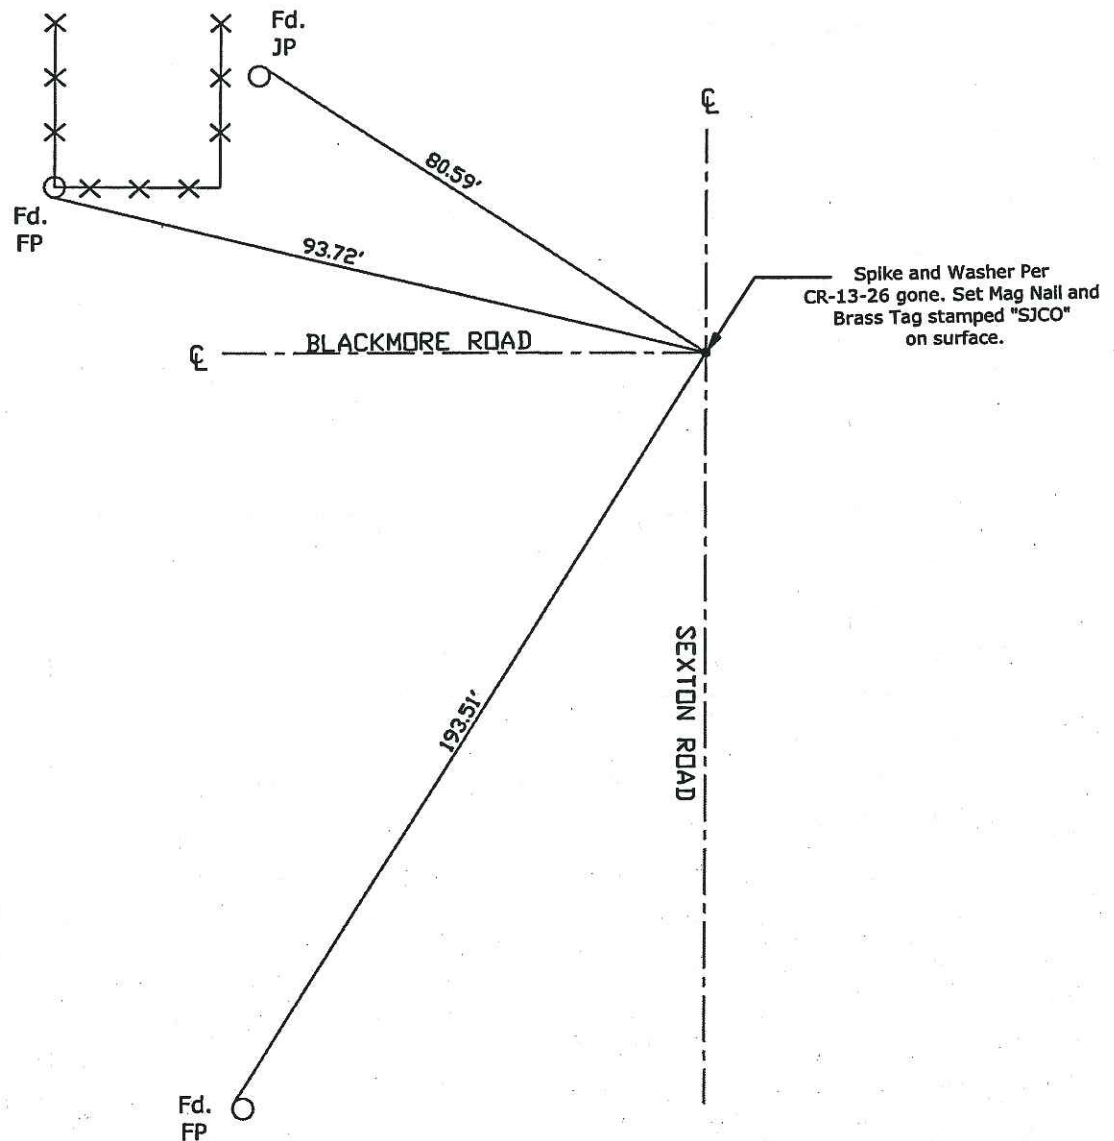 Fd.
JP
℄
80.59'
Fd.
FP
93.72'
Spike and Washer Per
CR-13-26 gone. Set Mag Nail and
Brass Tag stamped "SJCO"
on surface.
℄
BLACKMORE ROAD
SEXTON ROAD
193.51'
Fd.
FP